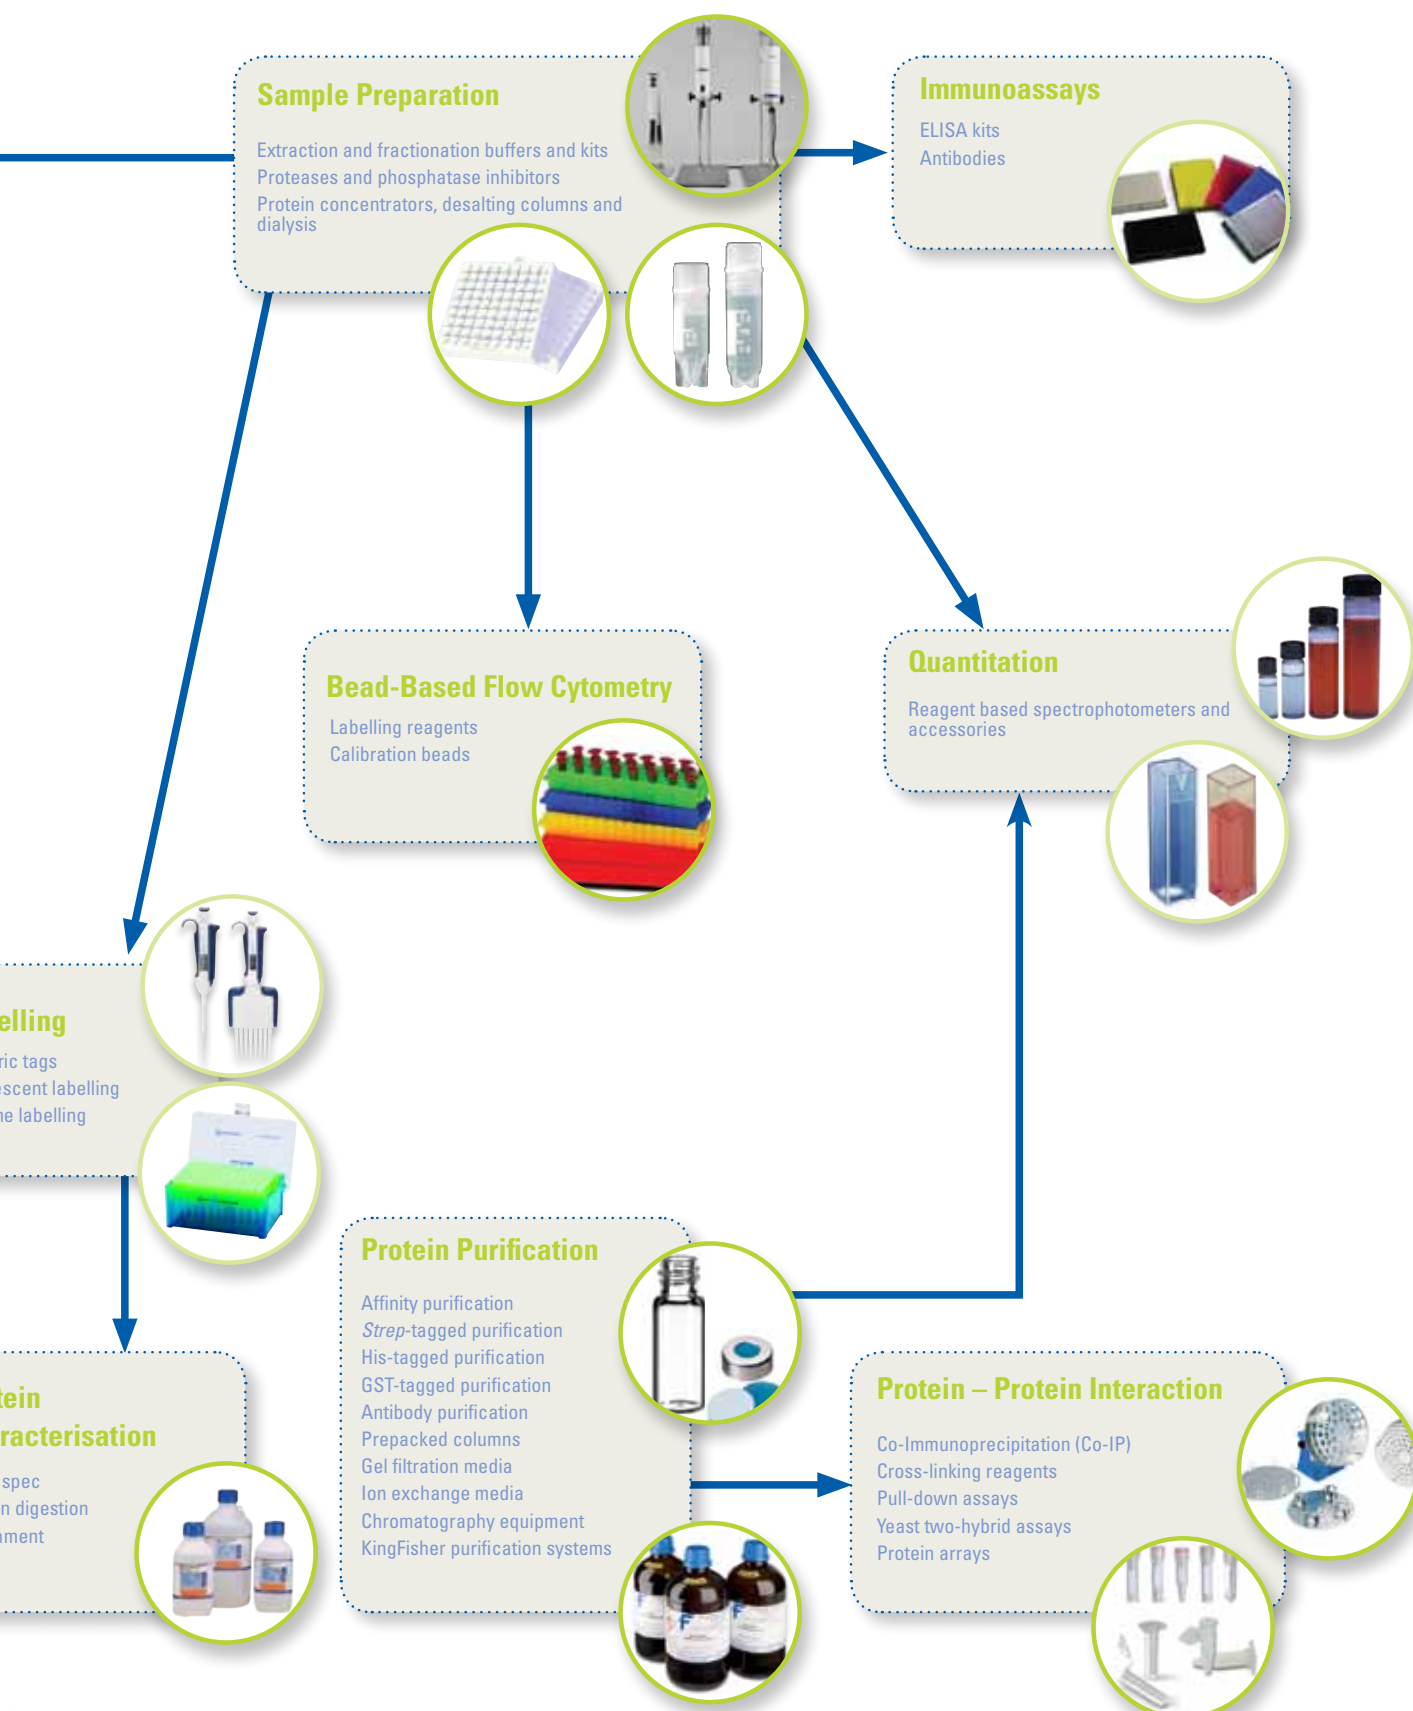 Sample Preparation
Extraction and fractionation buffers and kits
Proteases and phosphatase inhibitors
Protein concentrators, desalting columns and
dialysis
Immunoassays
ELISA kits
Antibodies
Bead-Based Flow Cytometry
Labelling reagents
Calibration beads
Quantitation
Reagent based spectrophotometers and
accessories
elling
ric tags
escent labelling
ne labelling
tein
racterisation
spec
n digestion
nment
Protein Purification
Affinity purification
Strep-tagged purification
His-tagged purification
GST-tagged purification
Antibody purification
Prepacked columns
Gel filtration media
Ion exchange media
Chromatography equipment
KingFisher purification systems
Protein – Protein Interaction
Co-Immunoprecipitation (Co-IP)
Cross-linking reagents
Pull-down assays
Yeast two-hybrid assays
Protein arrays